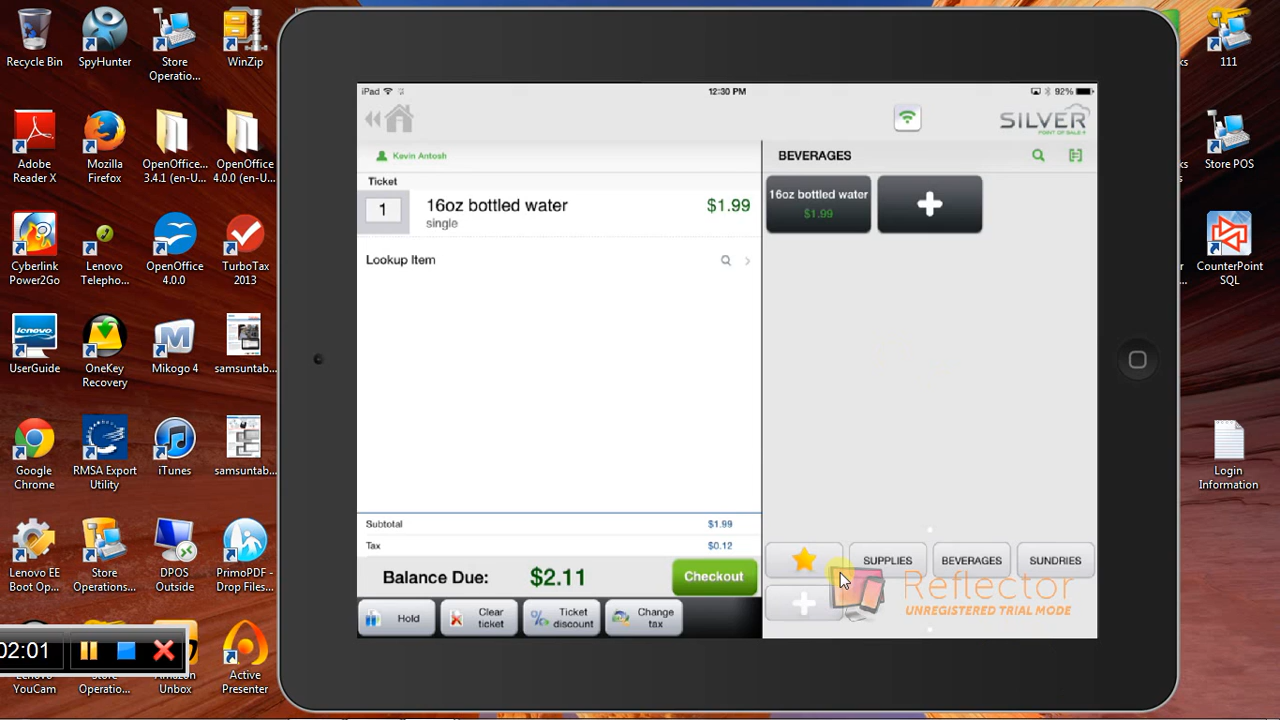 Recycle Bin
SpyHunter
Store
Operatio...
WinZip
Adobe
Reader X
Mozilla
Firefox
OpenOffice...
3.4.1 (en-U...
OpenOffice
4.0.0 (en-U...
Cyberlink
Power2Go
Lenovo
Telepho...
OpenOffice
4.0.0
TurboTax
2013
UserGuide
OneKey
Recovery
Mikogo 4
samsuntab...
Google
Chrome
RMSA Export
Utility
iTunes
samsuntab...
Lenovo EE
Boot Op...
Store
Operations...
DPOS
Outside
PrimoPDF -
Drop Files...
YouCam
Store
Operatio...
Unbox
Active
Presenter
02:01
iPad
12:30 PM
92%
SILVER
POINT OF SALE
Kevin Antosh
BEVERAGES
Ticket
1
16oz bottled water
$1.99
single
Lookup Item
16oz bottled water
$1.99
Subtotal
$1.99
Tax
$0.12
Balance Due:
$2.11
Checkout
Hold
Clear
ticket
Ticket
discount
Change
tax
SUPPLIES
BEVERAGES
SUNDRIES
Reflector
UNREGISTERED TRIAL MODE
111
Store POS
CounterPoint
SQL
Login
Information